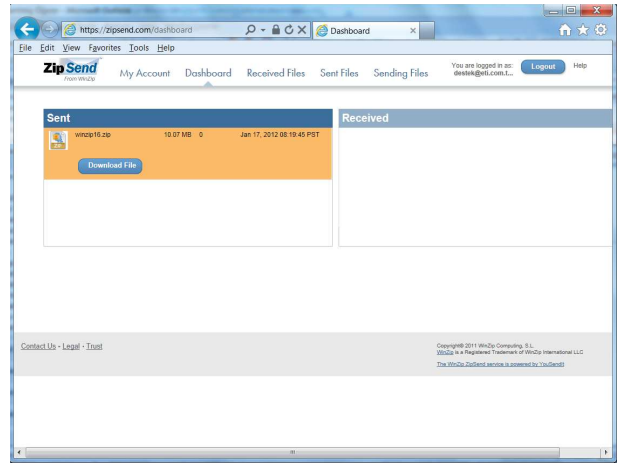 https://zipsend.com/dashboard
Dashboard
File Edit View Favorites Tools Help
ZipSend
From WinZip
My Account Dashboard Received Files Sent Files Sending Files
You are logged in as:
destek@eti.com.t...
Logout
Help
Sent
Received
winzip16.zip 10.07 MB 0 Jan 17, 2012 08:19:45 PST
ZIP
Download File
Contact Us - Legal - Trust
Copyright© 2011 WinZip Computing, S.L.
WinZip is a Registered Trademark of WinZip International LLC
The WinZip ZipSend service is powered by YouSendIt